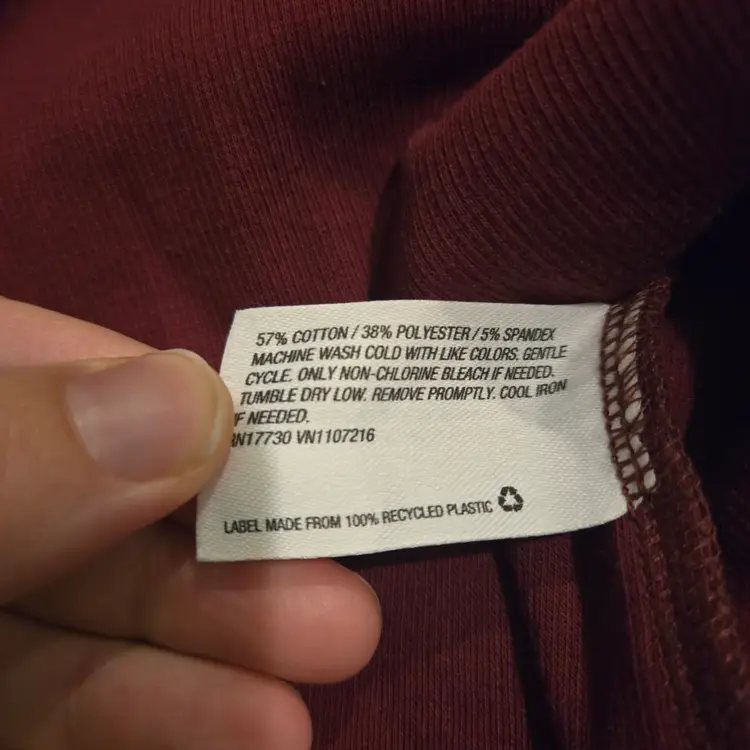 57% COTTON / 38% POLYESTER / 5% SPANDEX
MACHINE WASH COLD WITH LIKE COLORS. GENTLE
CYCLE. ONLY NON-CHLORINE BLEACH IF NEEDED.
TUMBLE DRY LOW. REMOVE PROMPTLY. COOL IRON
IF NEEDED.
RN17730 VN1107216
LABEL MADE FROM 100% RECYCLED PLASTIC